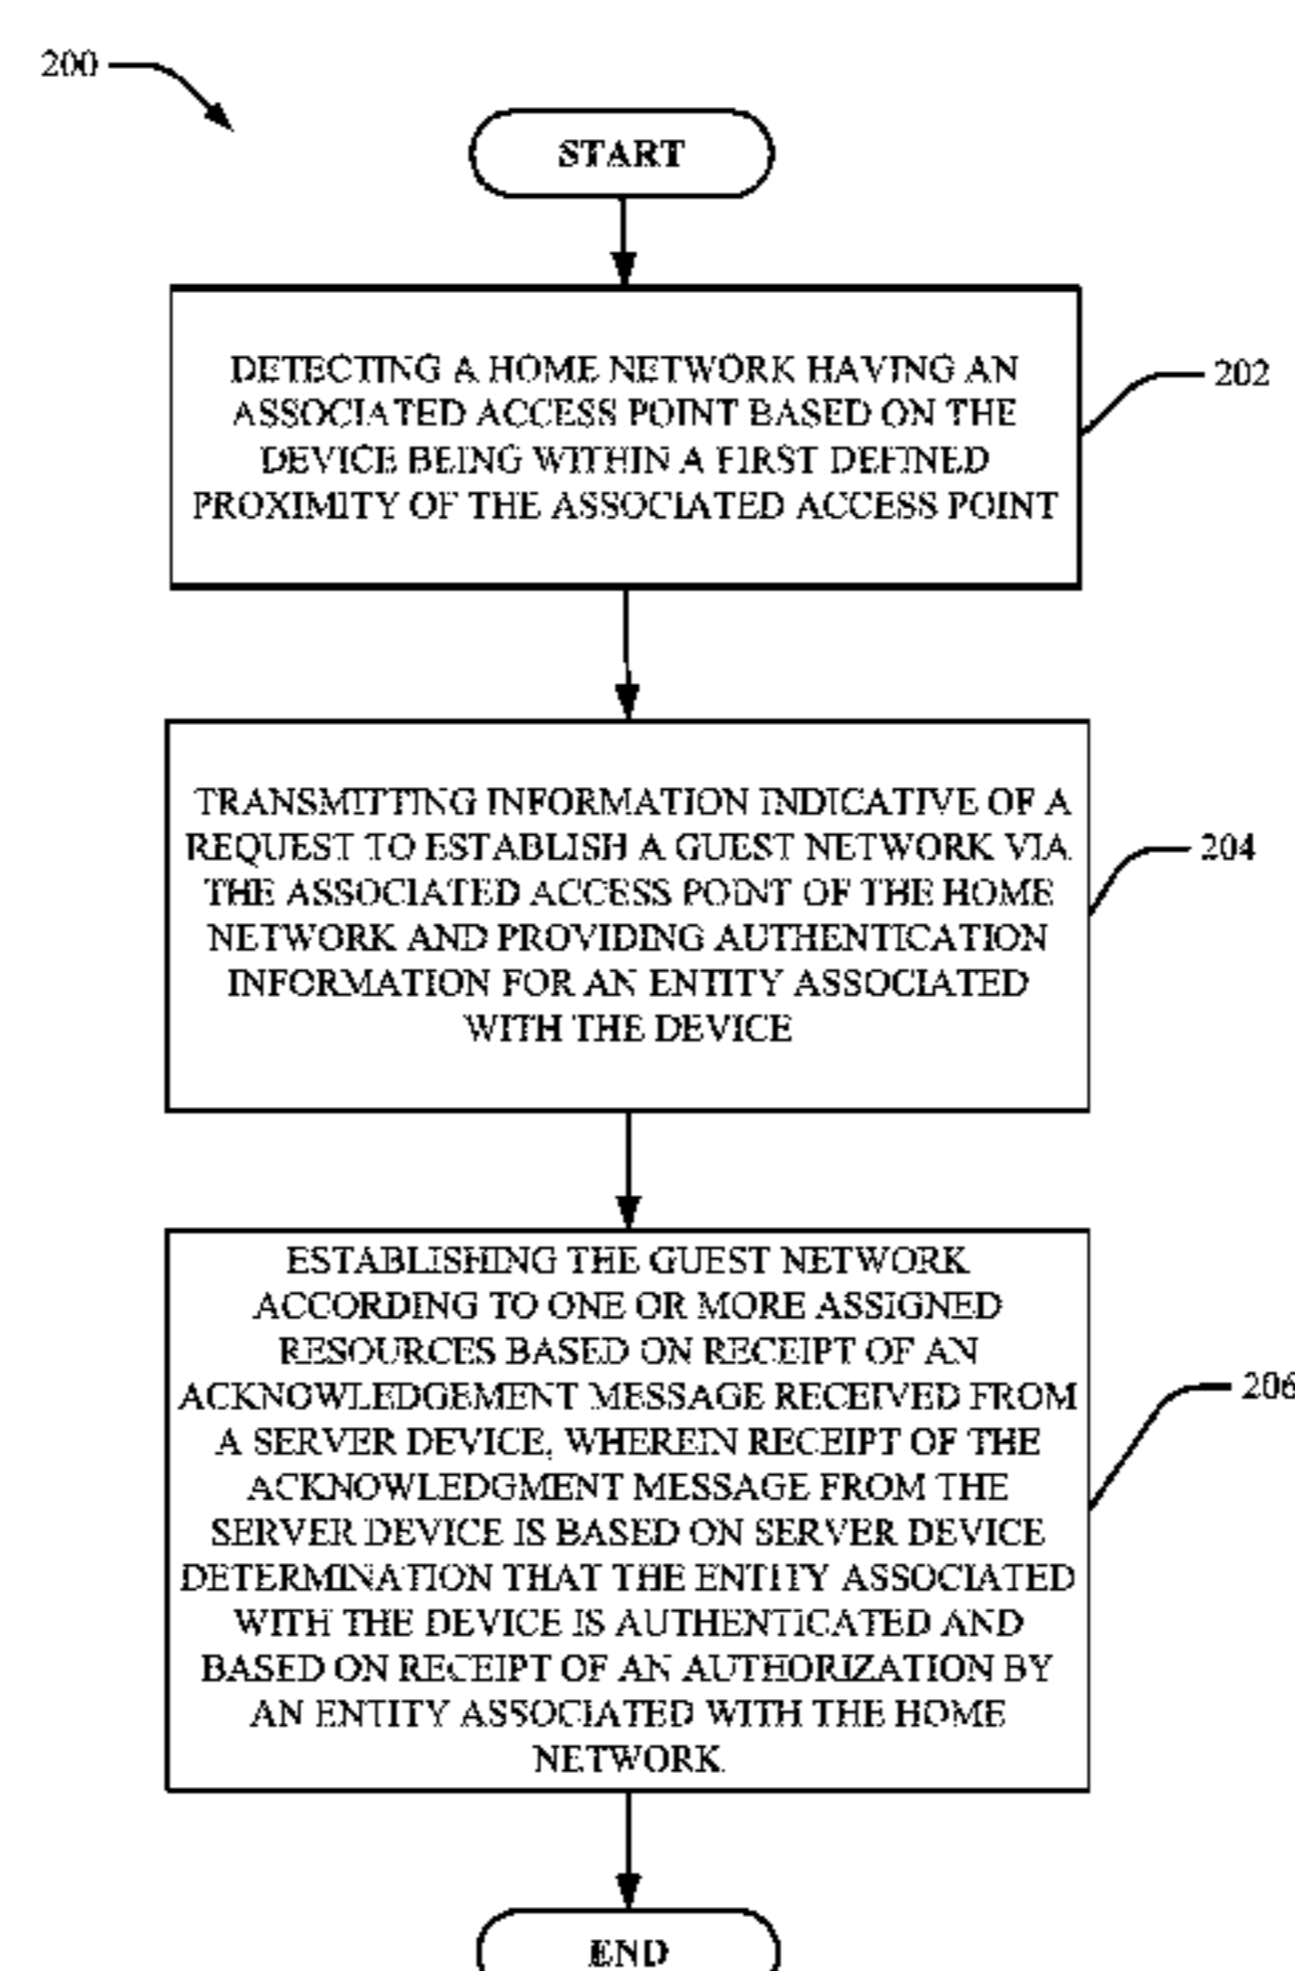 200
START
DETECTING A HOME NETWORK HAVING AN
ASSOCIATED ACCESS POINT BASED ON THE
DEVICE BEING WITHIN A FIRST DEFINED
PROXIMITY OF THE ASSOCIATED ACCESS POINT
202
TRANSMITTING INFORMATION INDICATIVE OF A
REQUEST TO ESTABLISH A GUEST NETWORK VIA
THE ASSOCIATED ACCESS POINT OF THE HOME
NETWORK AND PROVIDING AUTHENTICATION
INFORMATION FOR AN ENTITY ASSOCIATED
WITH THE DEVICE
204
ESTABLISHING THE GUEST NETWORK
ACCORDING TO ONE OR MORE ASSIGNED
RESOURCES BASED ON RECEIPT OF AN
ACKNOWLEDGEMENT MESSAGE RECEIVED FROM
A SERVER DEVICE, WHEREIN RECEIPT OF THE
ACKNOWLEDGMENT MESSAGE FROM THE
SERVER DEVICE IS BASED ON SERVER DEVICE
DETERMINATION THAT THE ENTITY ASSOCIATED
WITH THE DEVICE IS AUTHENTICATED AND
BASED ON RECEIPT OF AN AUTHORIZATION BY
AN ENTITY ASSOCIATED WITH THE HOME
NETWORK.
206
END